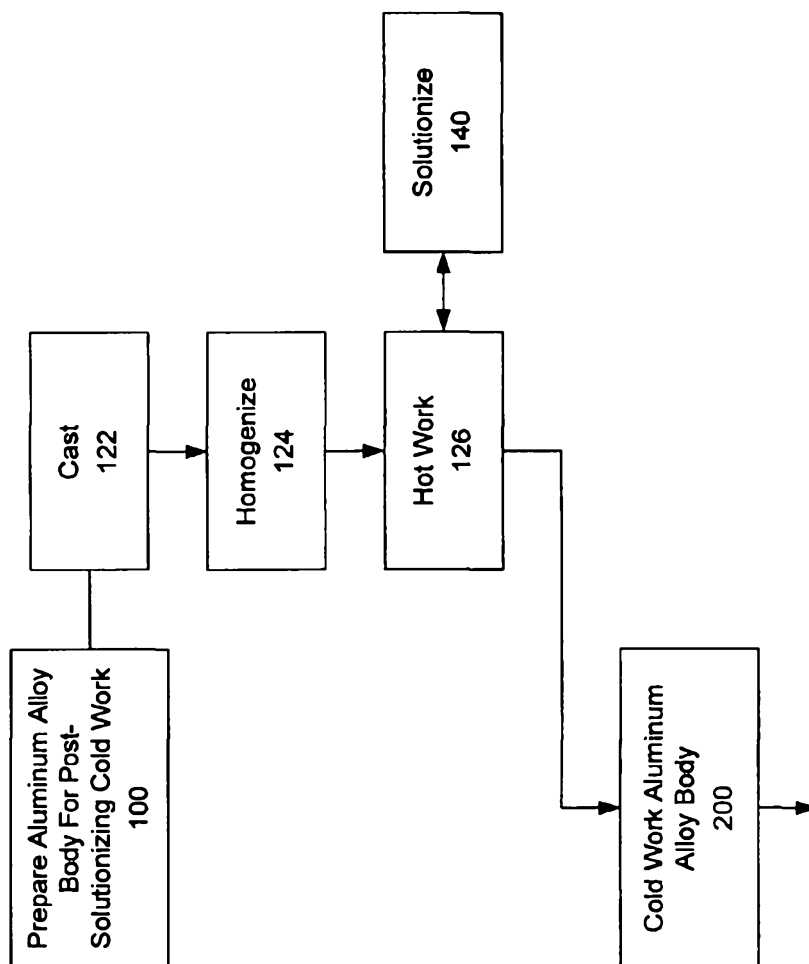 Prepare Aluminum Alloy
Body For Post-
Solutionizing Cold Work
100
Cast
122
Homogenize
124
Hot Work
126
Solutionize
140
Cold Work Aluminum
Alloy Body
200